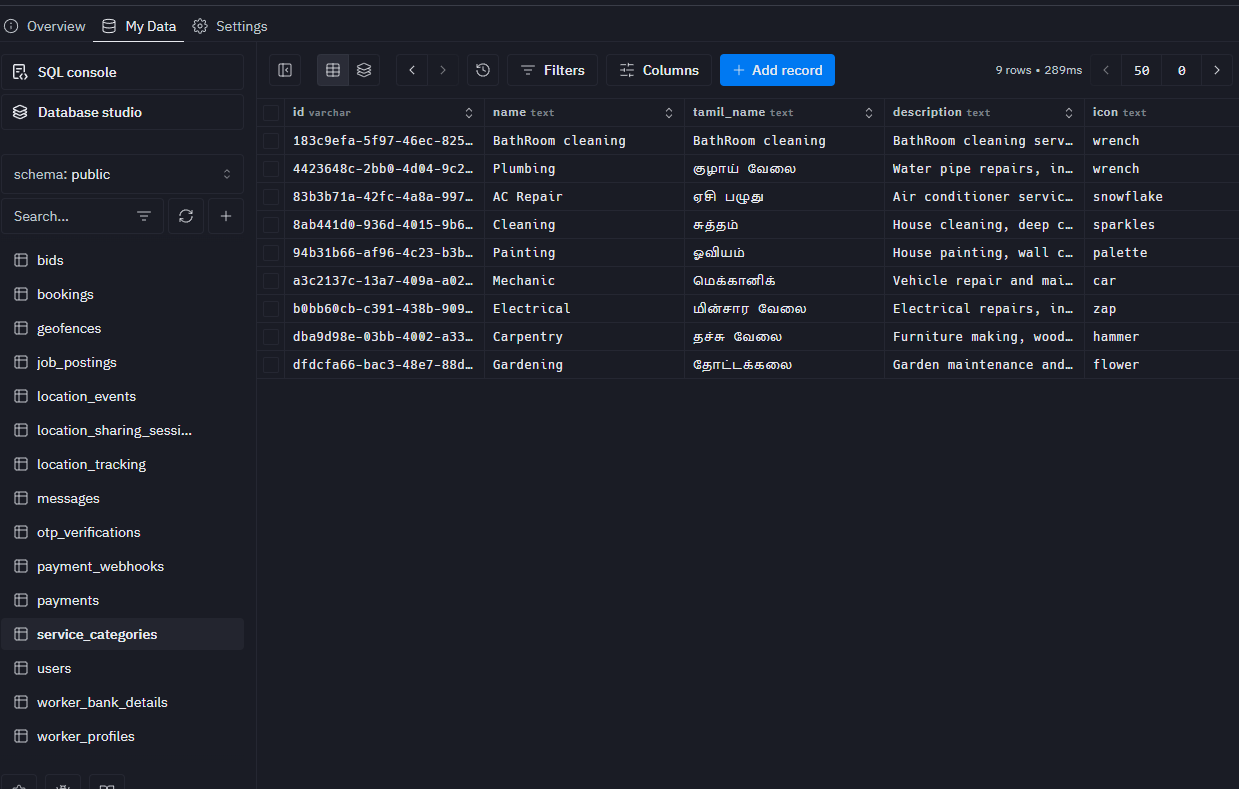 Overview My Data Settings
SQL console
Database studio
schema: public
Search...
bids
bookings
geofences
job_postings
location_events
location_sharing_sessi...
location_tracking
messages
otp_verifications
payment_webhooks
payments
service_categories
users
worker_bank_details
worker_profiles
Filters Columns + Add record 9 rows • 289ms 50 0
id varchar name text tamil_name text description text icon text
183c9efa-5f97-46ec-825… BathRoom cleaning BathRoom cleaning BathRoom cleaning serv… wrench
4423648c-2bb0-4d04-9c2… Plumbing குழாய் வேலை Water pipe repairs, in… wrench
83b3b71a-42fc-4a8a-997… AC Repair ஏசி பழுது Air conditioner servic… snowflake
8ab441d0-936d-4015-9b6… Cleaning சுத்தம் House cleaning, deep c… sparkles
94b31b66-af96-4c23-b3b… Painting ஓவியம் House painting, wall c… palette
a3c2137c-13a7-409a-a02… Mechanic மெக்கானிக் Vehicle repair and mai… car
b0bb60cb-c391-438b-909… Electrical மின்சார வேலை Electrical repairs, in… zap
dba9d98e-03bb-4002-a33… Carpentry தச்சு வேலை Furniture making, wood… hammer
dfdcfa66-bac3-48e7-88d… Gardening தோட்டக்கலை Garden maintenance and… flower